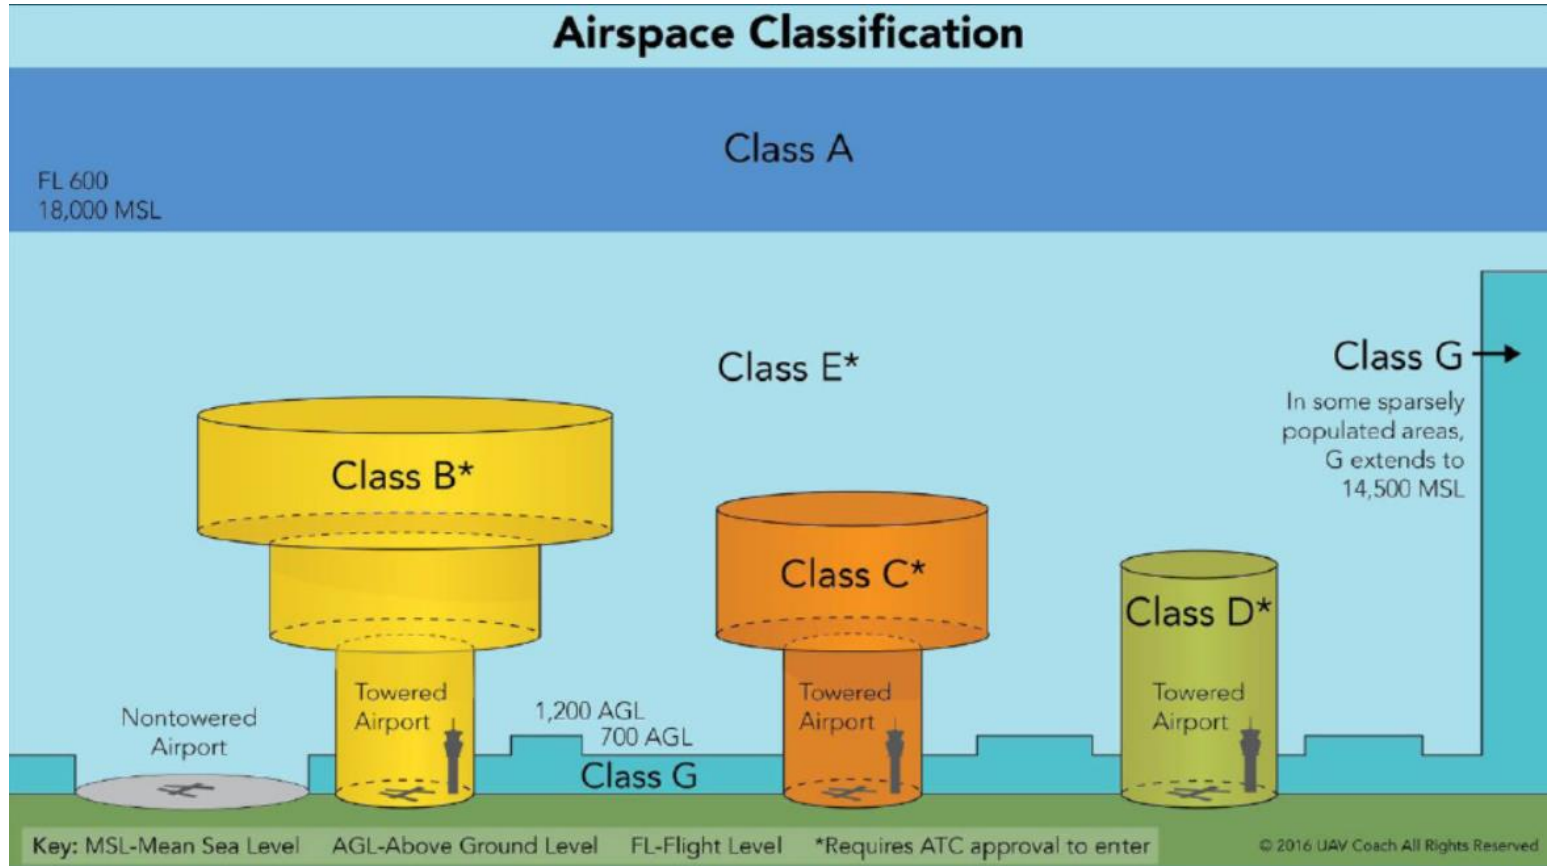 Airspace Classification
Class A
FL 600
18,000 MSL
Class E*
Class G
In some sparsely
populated areas,
G extends to
14,500 MSL
Class B*
Class C*
Class D*
Towered
Airport
Towered
Airport
Towered
Airport
Nontowered
Airport
1,200 AGL
700 AGL
Class G
Key: MSL-Mean Sea Level AGL-Above Ground Level FL-Flight Level *Requires ATC approval to enter
© 2016 UAV Coach All Rights Reserved